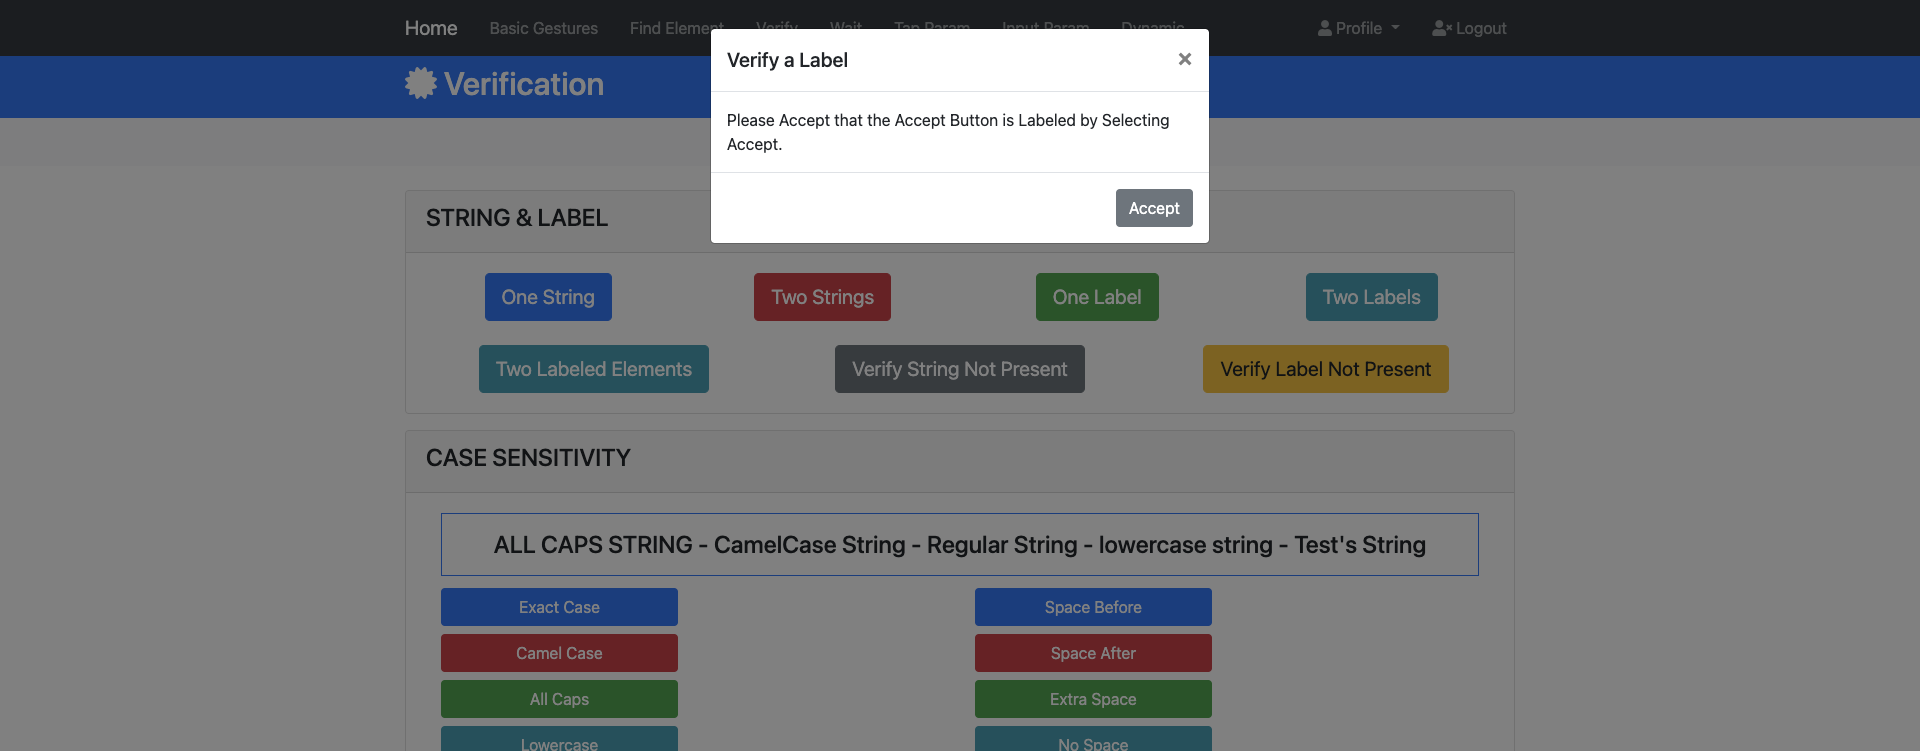 Home Basic Gestures Find Element Verify Wait Tap Param Input Param Dynamic Profile Logout
Verification
Verify a Label ×
Please Accept that the Accept Button is Labeled by Selecting
Accept.
Accept
STRING & LABEL
One String Two Strings One Label Two Labels
Two Labeled Elements Verify String Not Present Verify Label Not Present
CASE SENSITIVITY
ALL CAPS STRING - CamelCase String - Regular String - lowercase string - Test's String
Exact Case Space Before
Camel Case Space After
All Caps Extra Space
Lowercase No Space